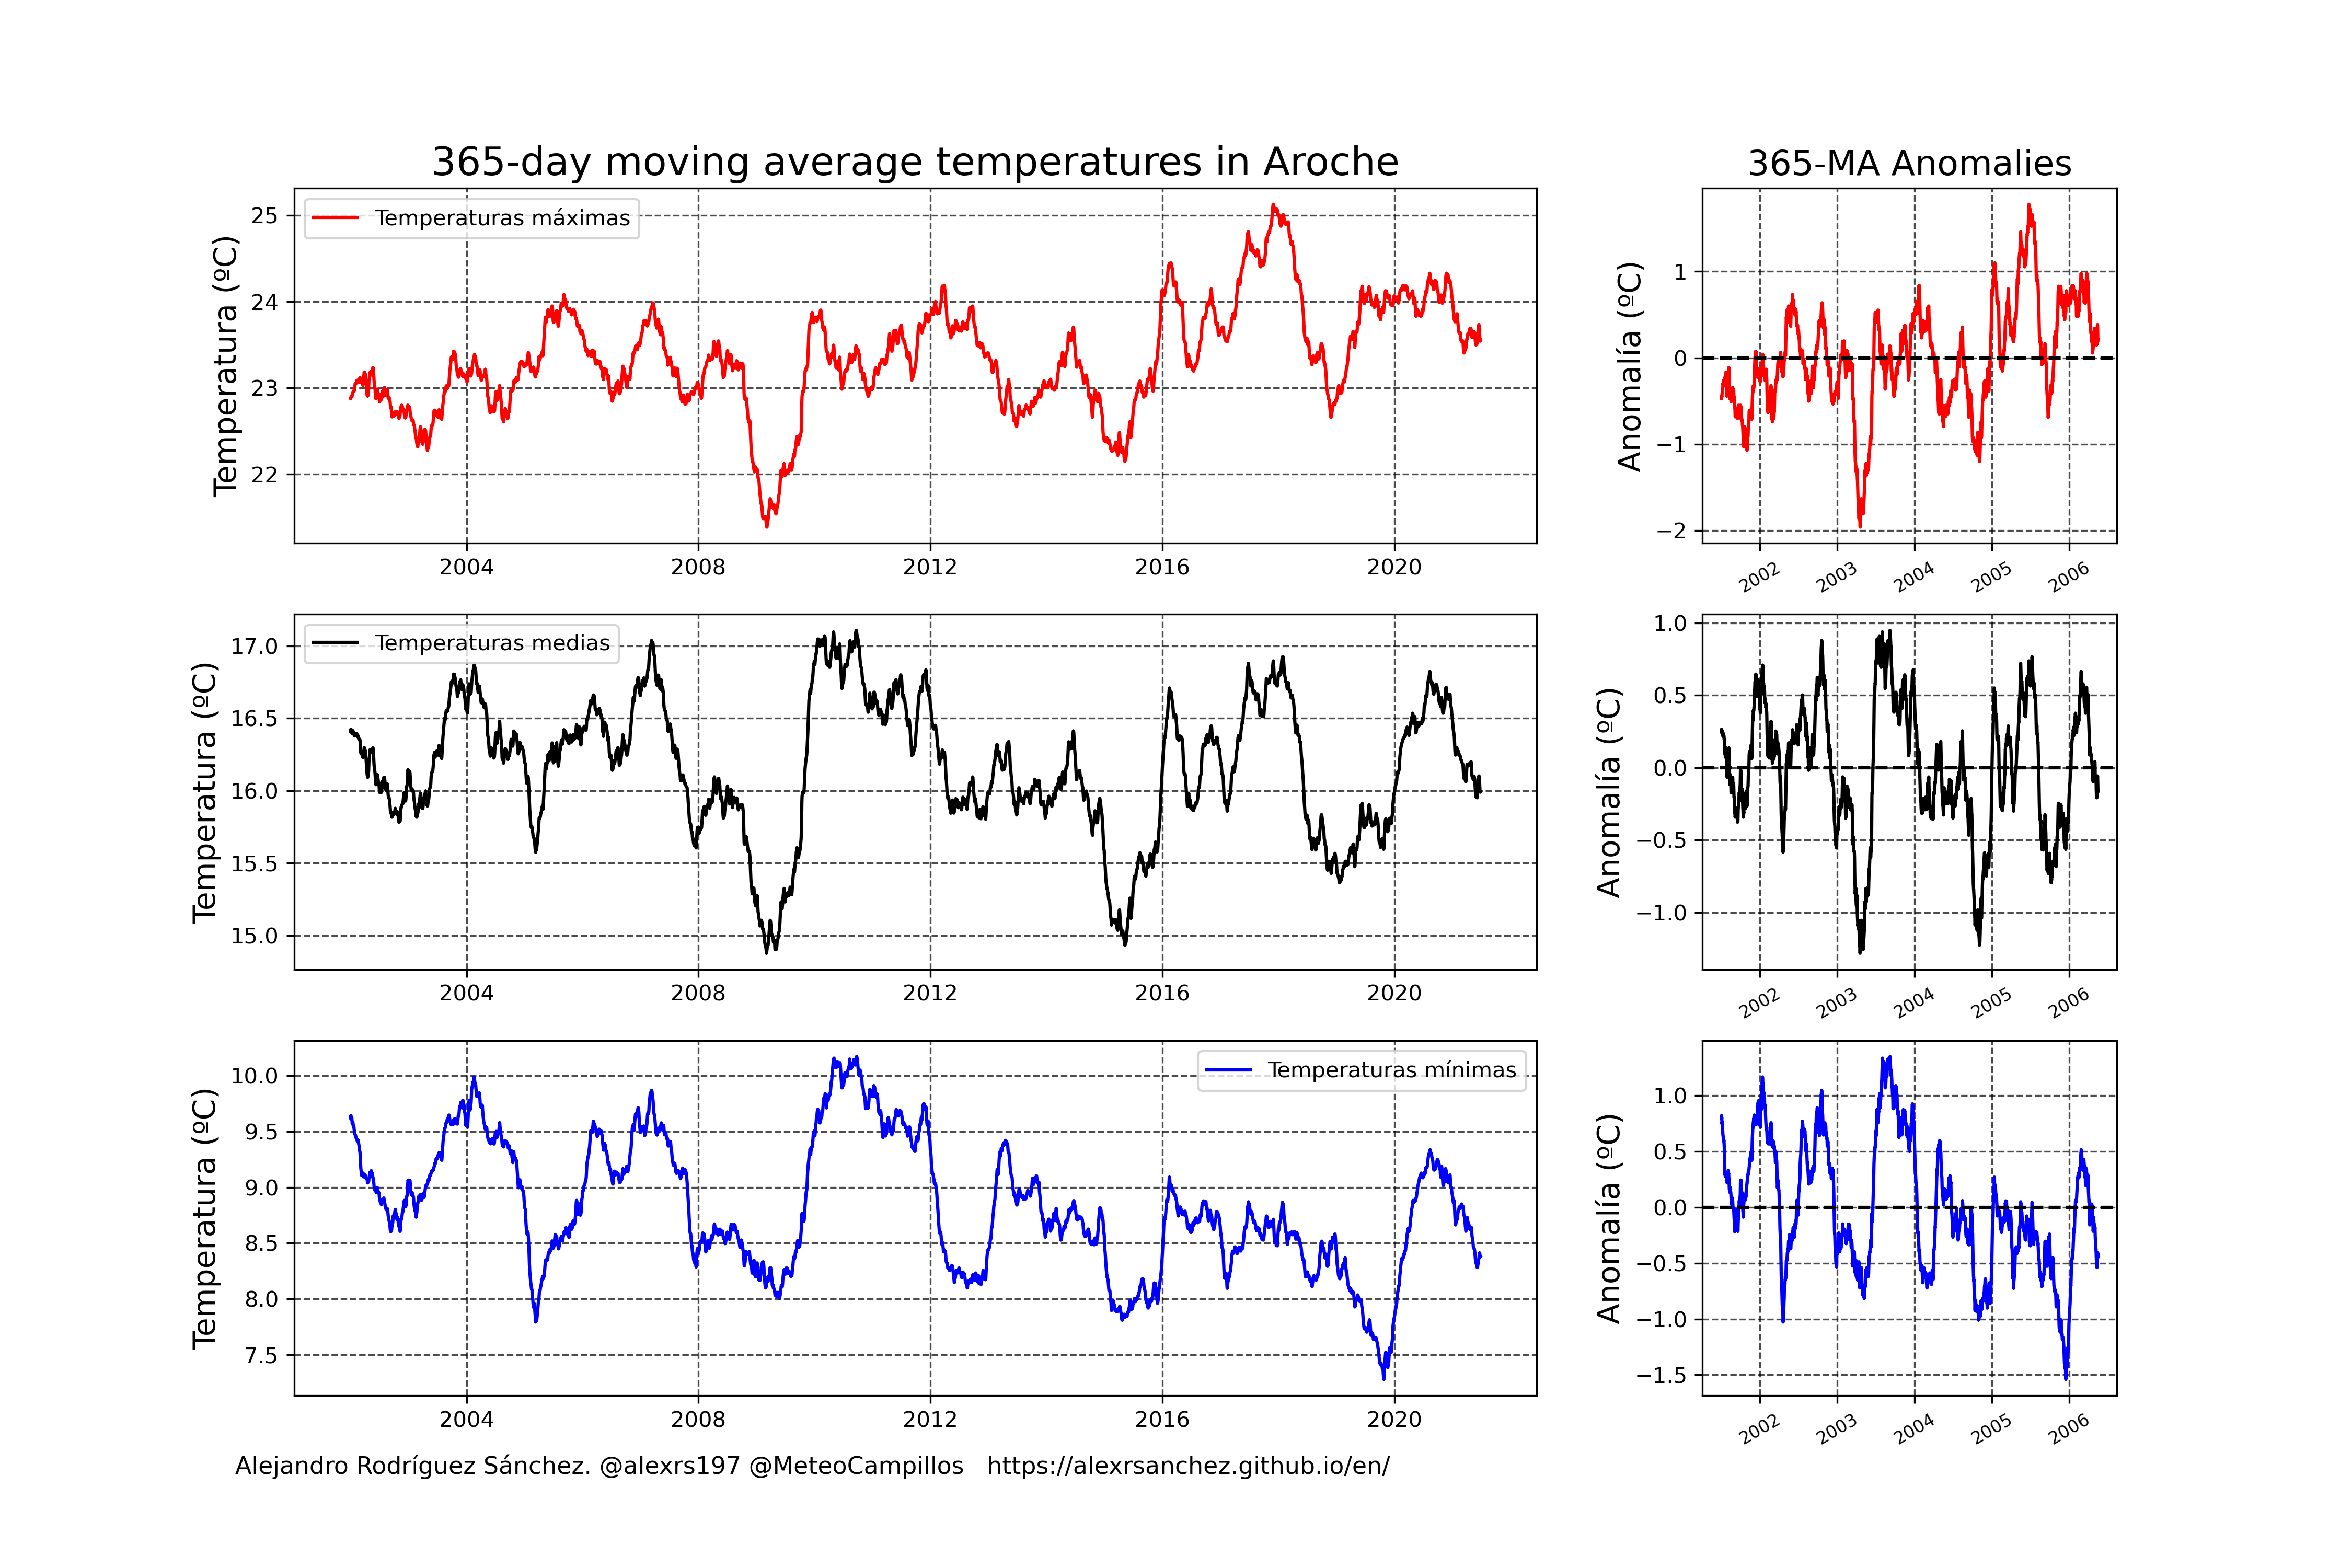 365-day moving average temperatures in Aroche
Temperatura (ºC)
25
24
23
22
Temperaturas máximas
2004 2008 2012 2016 2020
365-MA Anomalies
Anomalía (ºC)
1
0
−1
−2
2002 2003 2004 2005 2006
Temperatura (ºC)
17.0
16.5
16.0
15.5
15.0
Temperaturas medias
2004 2008 2012 2016 2020
Anomalía (ºC)
1.0
0.5
0.0
−0.5
−1.0
2002 2003 2004 2005 2006
Temperatura (ºC)
10.0
9.5
9.0
8.5
8.0
7.5
Temperaturas mínimas
2004 2008 2012 2016 2020
Anomalía (ºC)
1.0
0.5
0.0
−0.5
−1.0
−1.5
2002 2003 2004 2005 2006
Alejandro Rodríguez Sánchez. @alexrs197 @MeteoCampillos https://alexrsanchez.github.io/en/